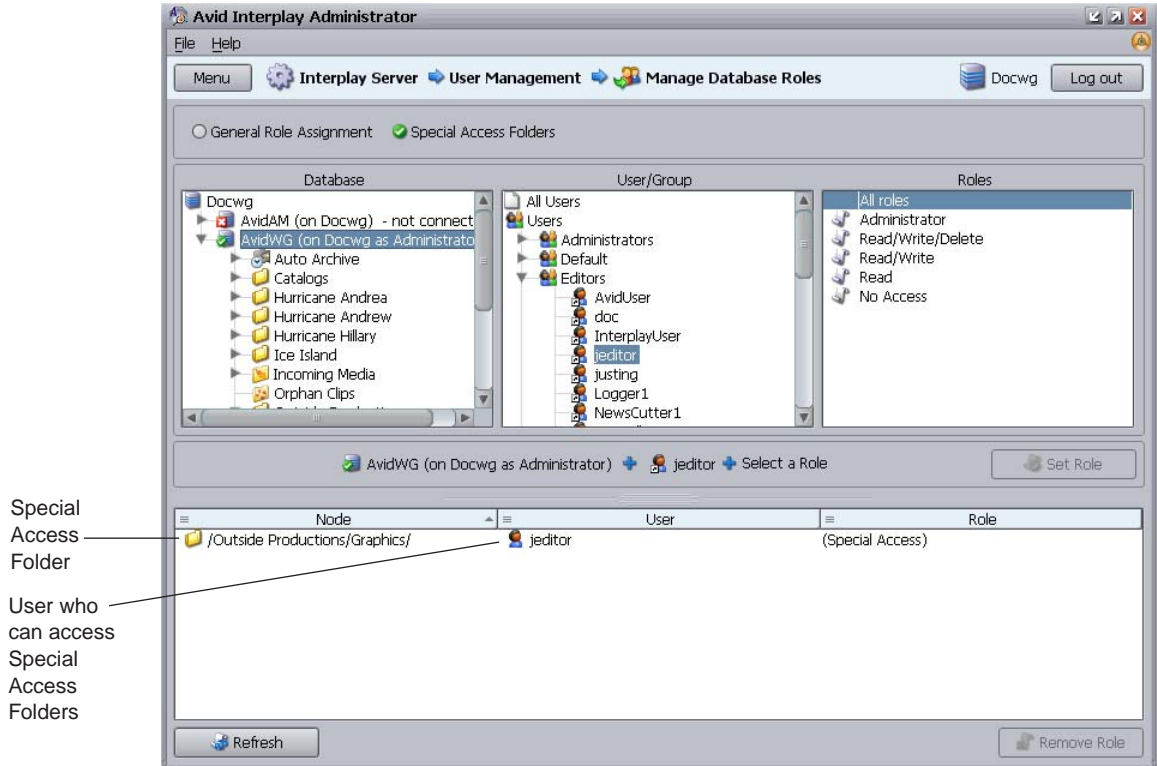 Avid Interplay Administrator
File Help
Menu Interplay Server User Management Manage Database Roles Docwg Log out
General Role Assignment Special Access Folders
Database
Docwg
AvidAM (on Docwg) - not connect
AvidWG (on Docwg as Administrato
Auto Archive
Catalogs
Hurricane Andrea
Hurricane Andrew
Hurricane Hillary
Ice Island
Incoming Media
Orphan Clips
User/Group
All Users
Users
Administrators
Default
Editors
AvidUser
doc
InterplayUser
jeditor
justing
Logger1
NewsCutter1
Roles
All roles
Administrator
Read/Write/Delete
Read/Write
Read
No Access
AvidWG (on Docwg as Administrator) jeditor Select a Role Set Role
Special
Access
Folder
User who
can access
Special
Access
Folders
Node User Role
/Outside Productions/Graphics/ jeditor (Special Access)
Refresh Remove Role